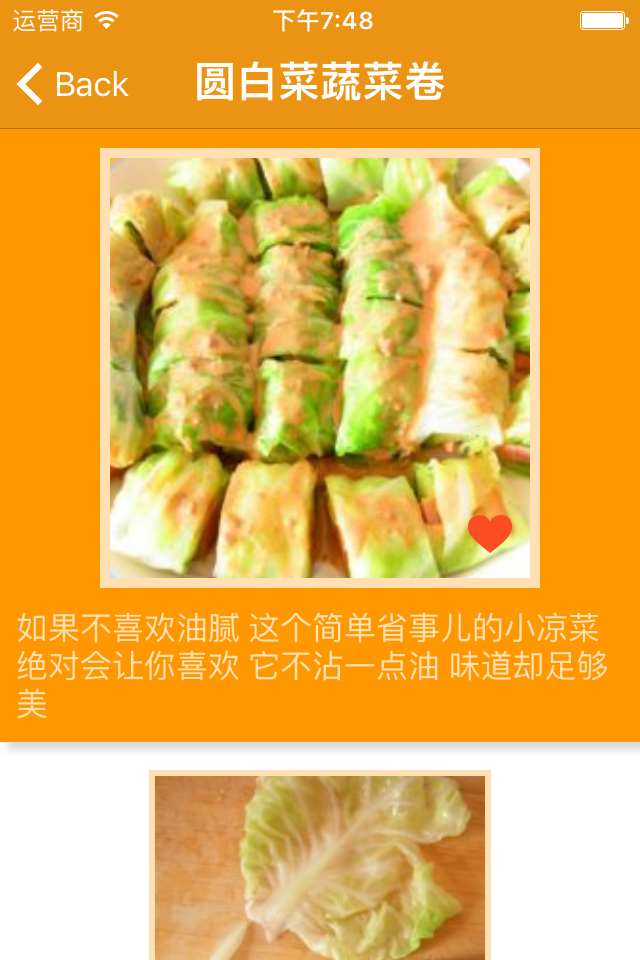 运营商 下午7:48
Back 圆白菜蔬菜卷
如果不喜欢油腻 这个简单省事儿的小凉菜
绝对会让你喜欢 它不沾一点油 味道却足够
美